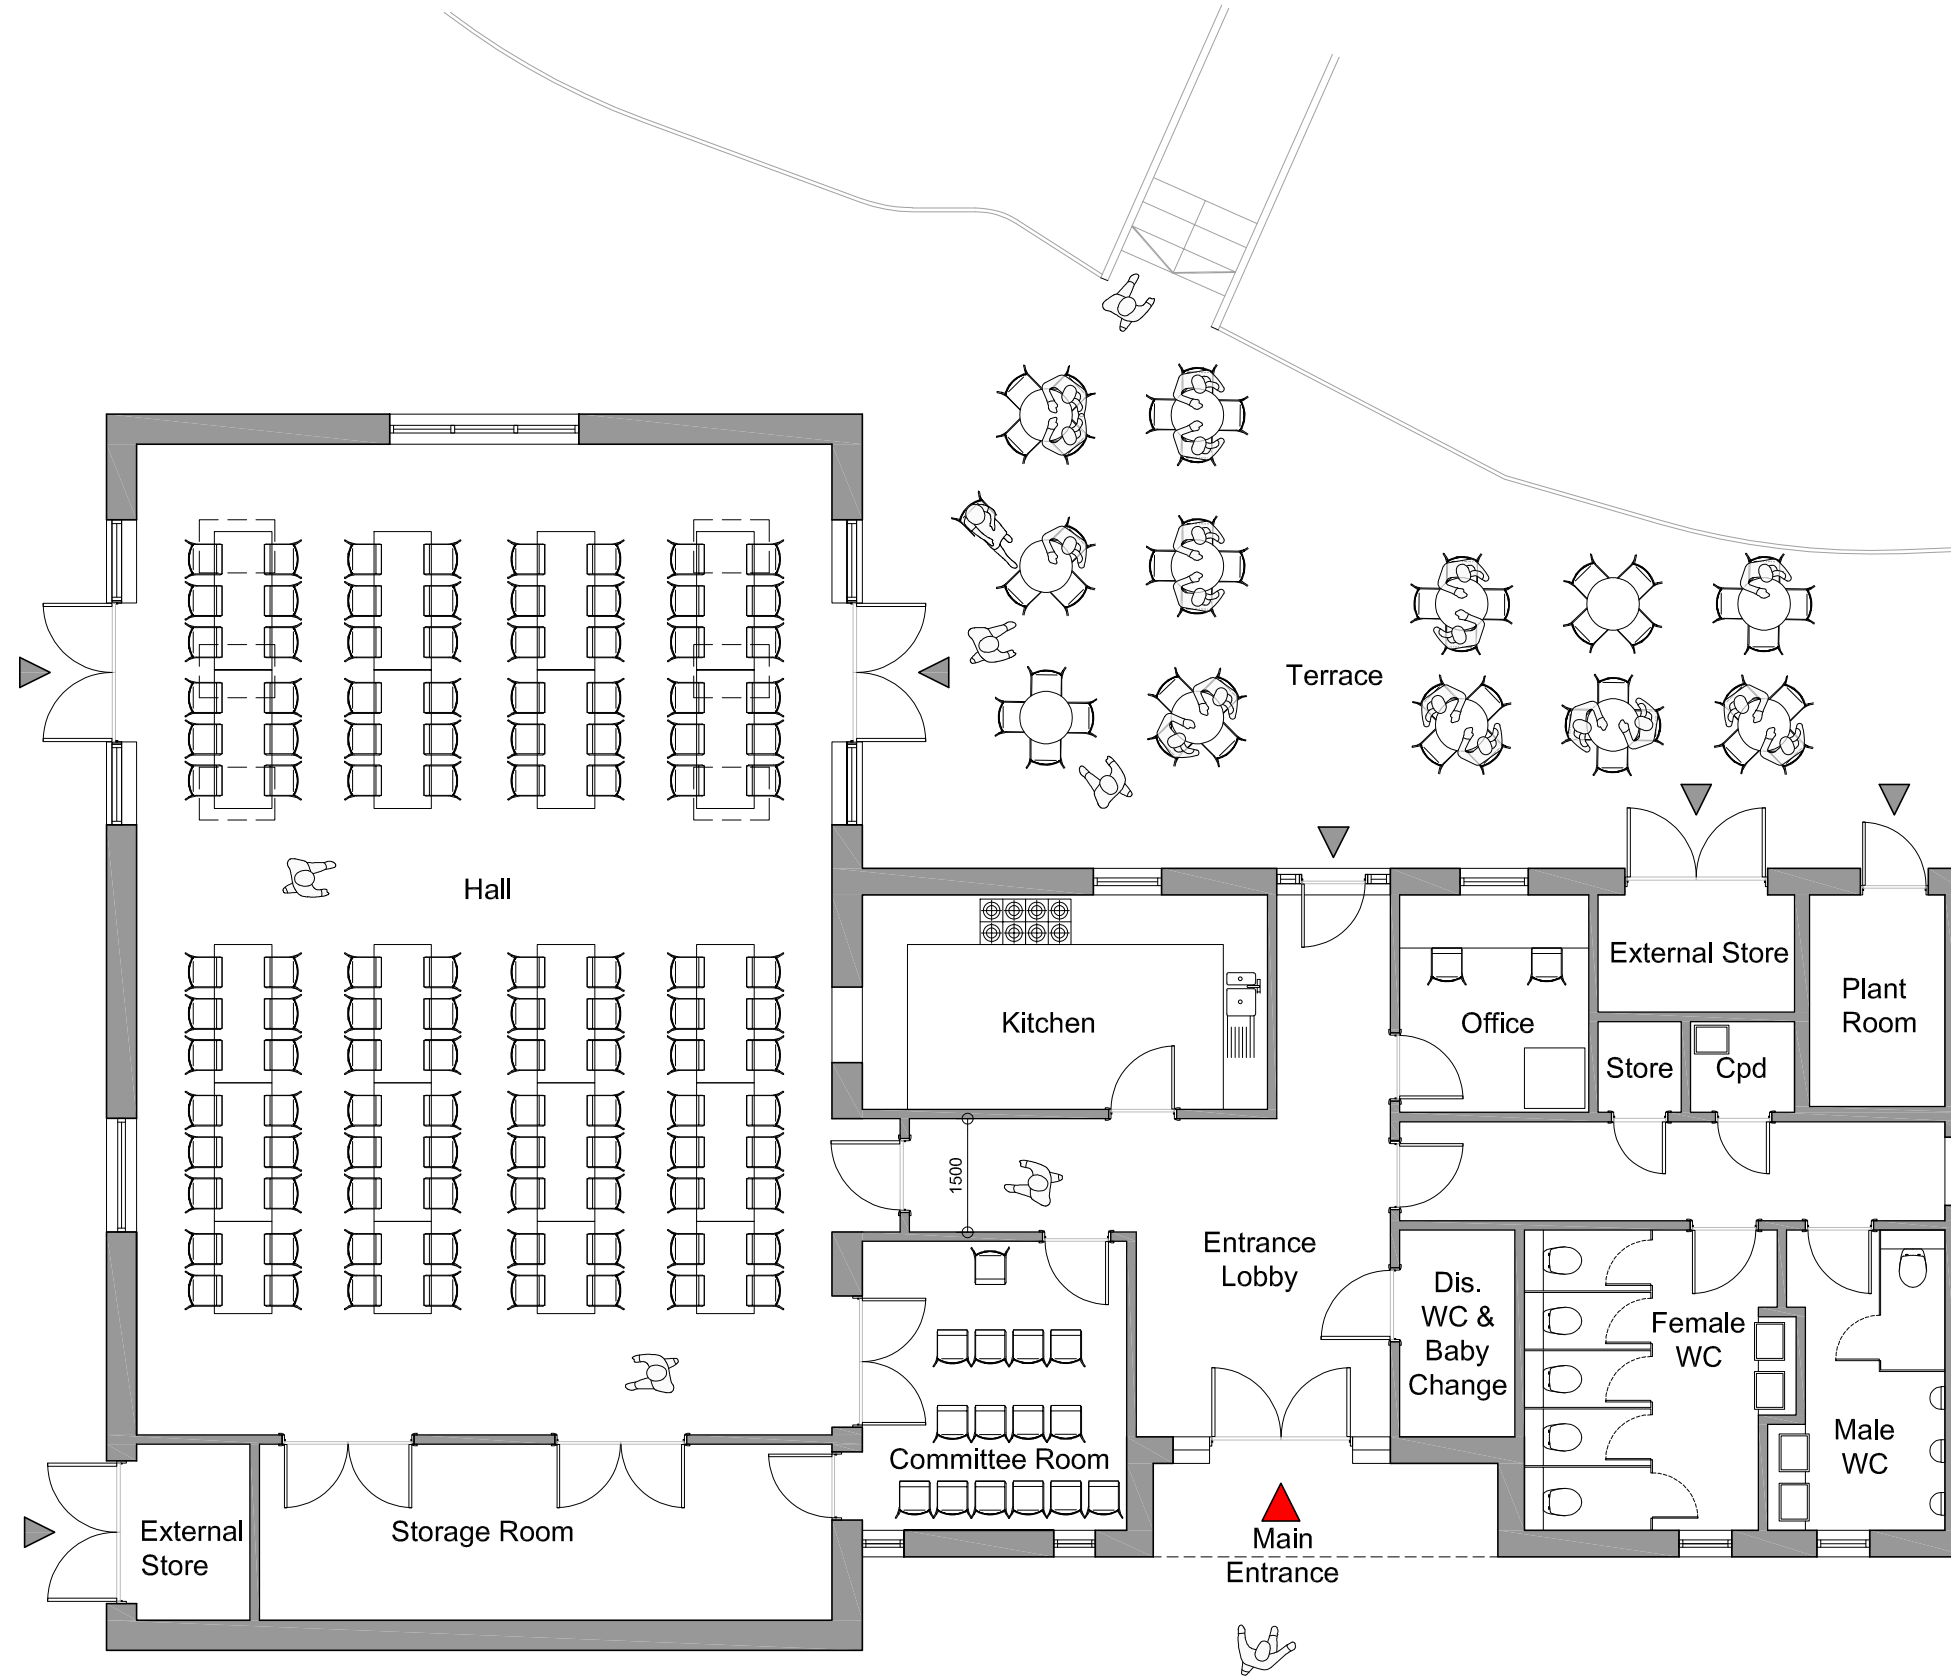 Terrace
Hall
External Store
Plant
Room
Kitchen
Office
Store
Cpd
1500
Entrance
Lobby
Dis.
WC &
Baby
Change
Female
WC
Male
WC
Committee Room
External
Store
Storage Room
Main
Entrance